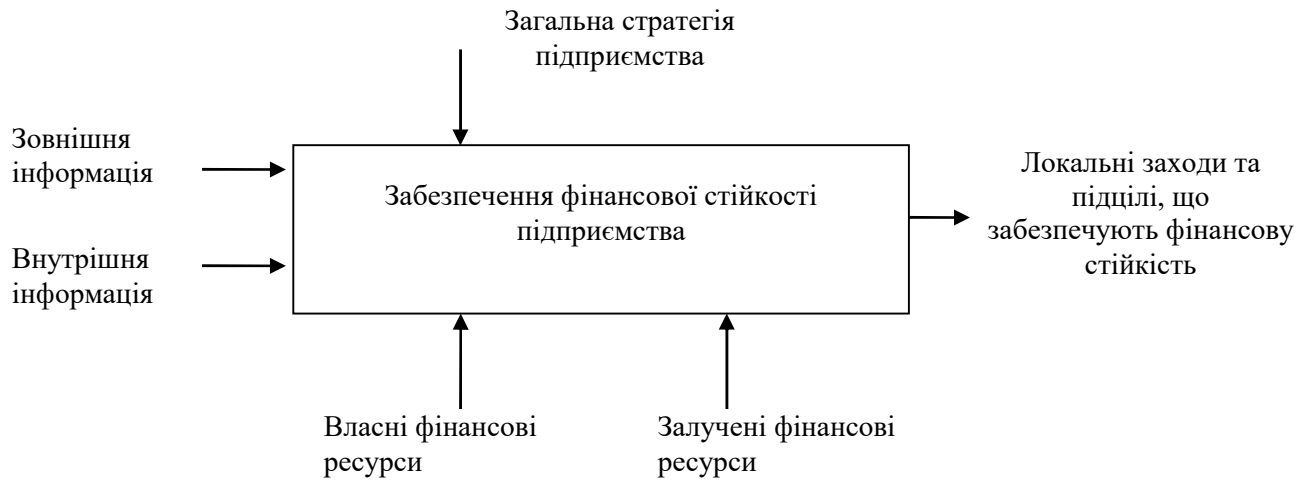 Загальна стратегія
підприємства
Зовнішня
інформація
Забезпечення фінансової стійкості
підприємства
Локальні заходи та
підцілі, що
забезпечують фінансову
стійкість
Внутрішня
інформація
Власні фінансові
ресурси
Залучені фінансові
ресурси